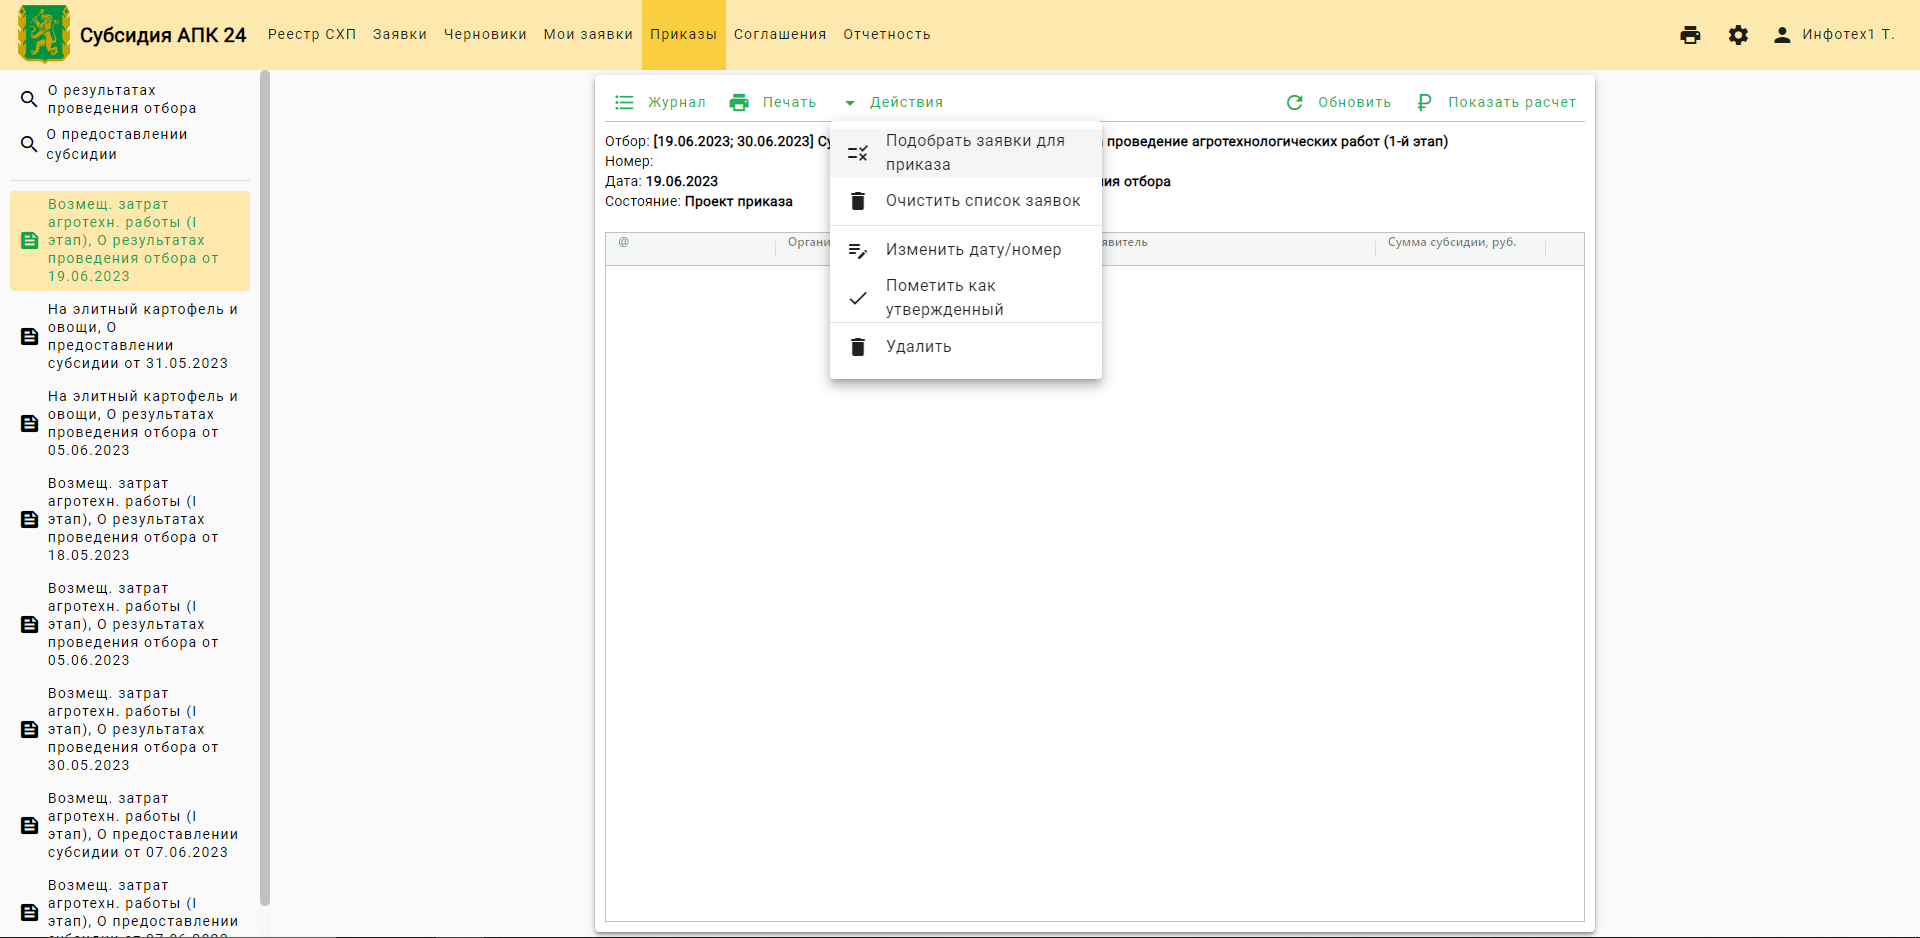 Субсидия АПК 24
Реестр СХП
Заявки
Черновики
Мои заявки
Приказы
Соглашения
Отчетность
Инфотех1 Т.
О результатах
проведения отбора
О предоставлении
субсидии
Возмещ. затрат
агротехн. работы (I
этап), О результатах
проведения отбора от
19.06.2023
На элитный картофель и
овощи, О
предоставлении
субсидии от 31.05.2023
На элитный картофель и
овощи, О результатах
проведения отбора от
05.06.2023
Возмещ. затрат
агротехн. работы (I
этап), О результатах
проведения отбора от
18.05.2023
Возмещ. затрат
агротехн. работы (I
этап), О результатах
проведения отбора от
05.06.2023
Возмещ. затрат
агротехн. работы (I
этап), О результатах
проведения отбора от
30.05.2023
Возмещ. затрат
агротехн. работы (I
этап), О предоставлении
субсидии от 07.06.2023
Возмещ. затрат
агротехн. работы (I
этап), О предоставлении
Журнал
Печать
Действия
Обновить
Показать расчет
Отбор: [19.06.2023; 30.06.2023] Су
проведение агротехнологических работ (1-й этап)
Номер:
Дата: 19.06.2023
ия отбора
Состояние: Проект приказа
@
Органи
явитель
Сумма субсидии, руб.
Подобрать заявки для
приказа
Очистить список заявок
Изменить дату/номер
Пометить как
утвержденный
Удалить